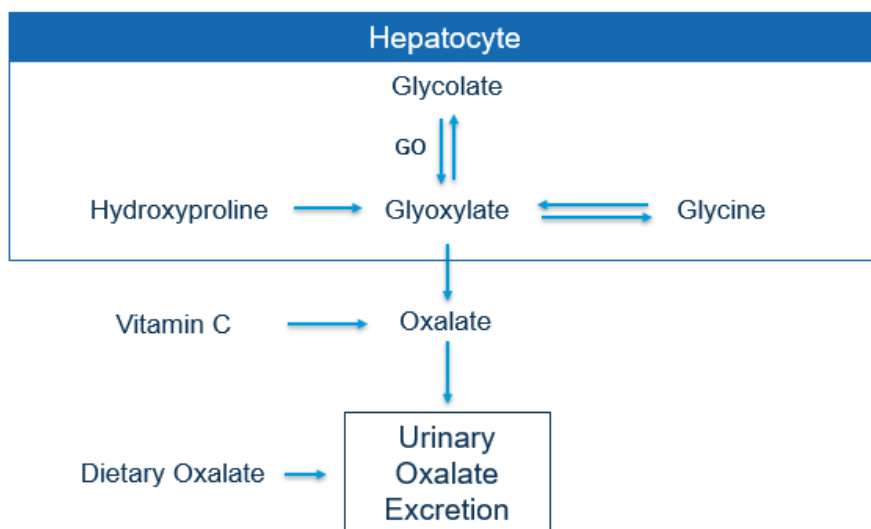 Hepatocyte
Glycolate
GO
Hydroxyproline
Glyoxylate
Glycine
Vitamin C
Oxalate
Urinary
Oxalate
Excretion
Dietary Oxalate